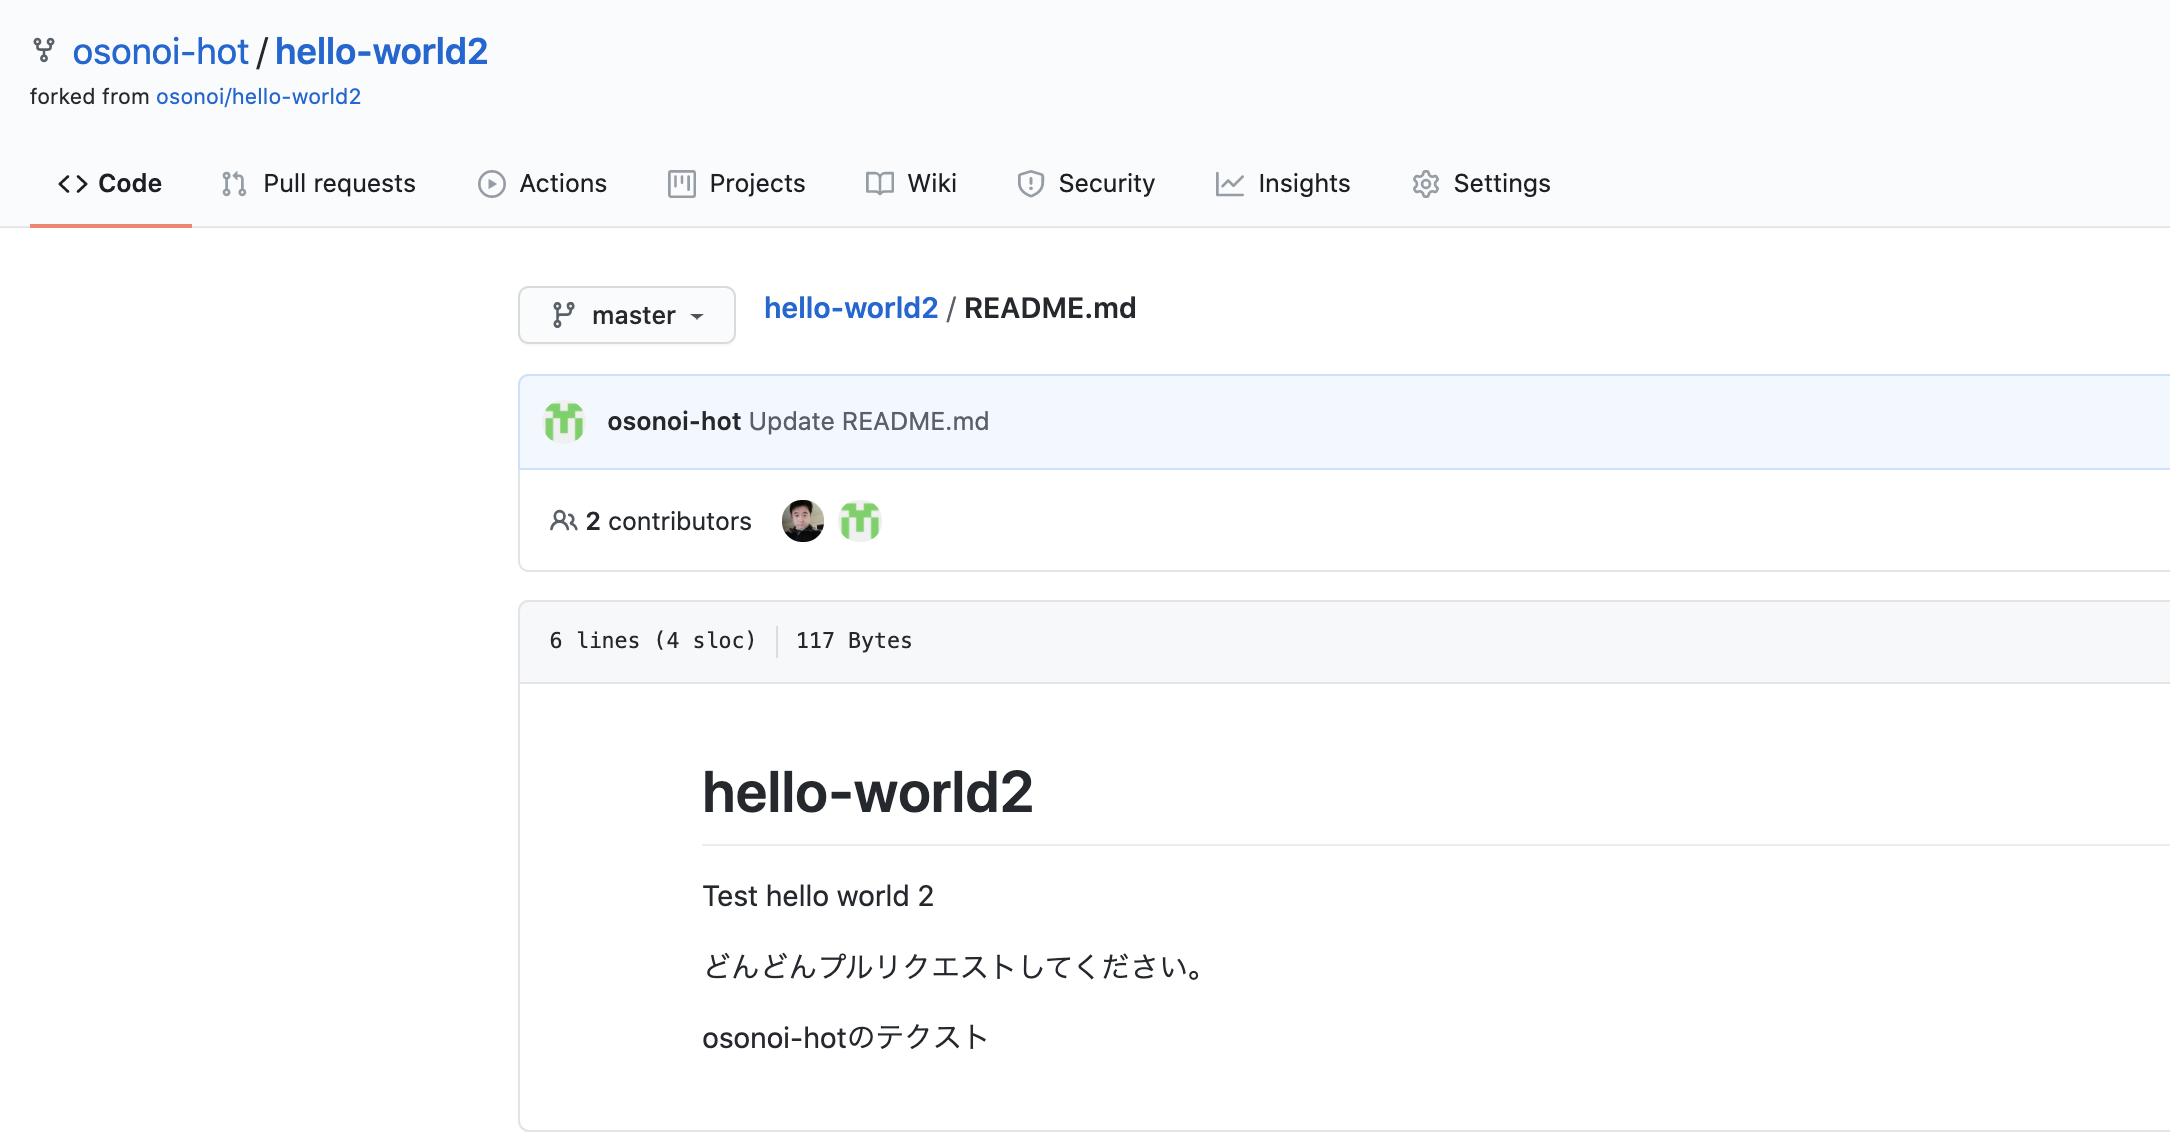 osonoi-hot / hello-world2
forked from osonoi/hello-world2
Code Pull requests Actions Projects Wiki Security Insights Settings
master hello-world2 / README.md
osonoi-hot Update README.md
2 contributors
6 lines (4 sloc) 117 Bytes
hello-world2
Test hello world 2
どんどんプルリクエストしてください。
osonoi-hotのテクスト